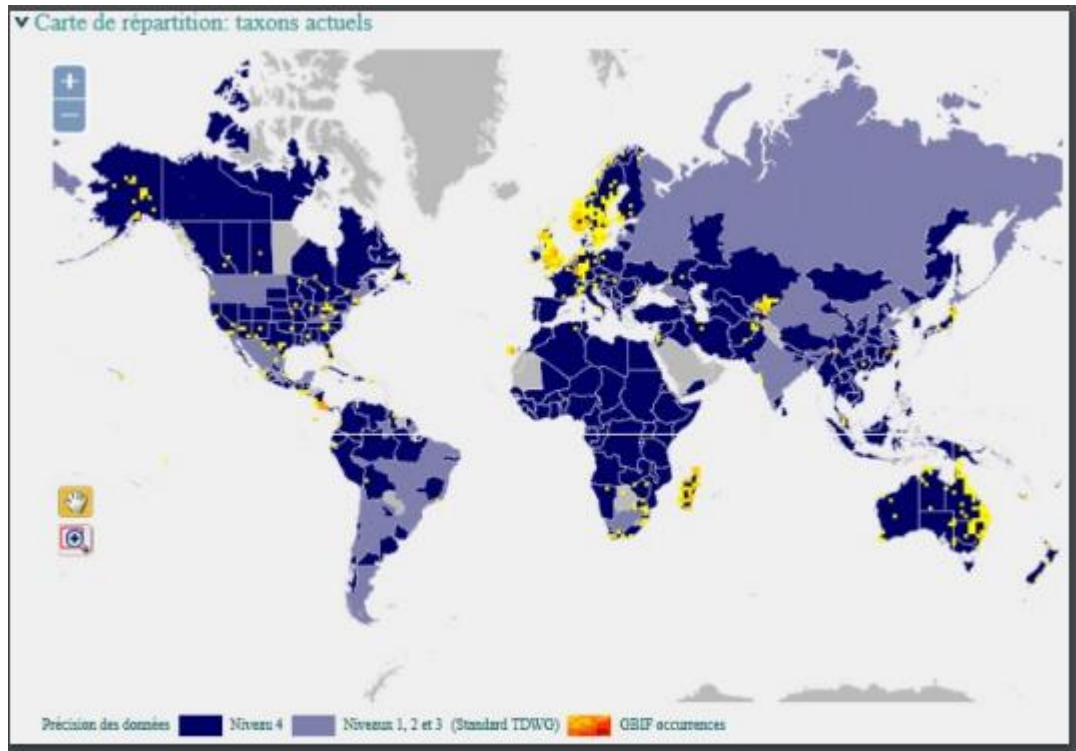 Carte de répartition: taxons actuels
Précision des données Niveau 4 Niveaux 1, 2 et 3 (Standard TDWG) GBIF occurrences